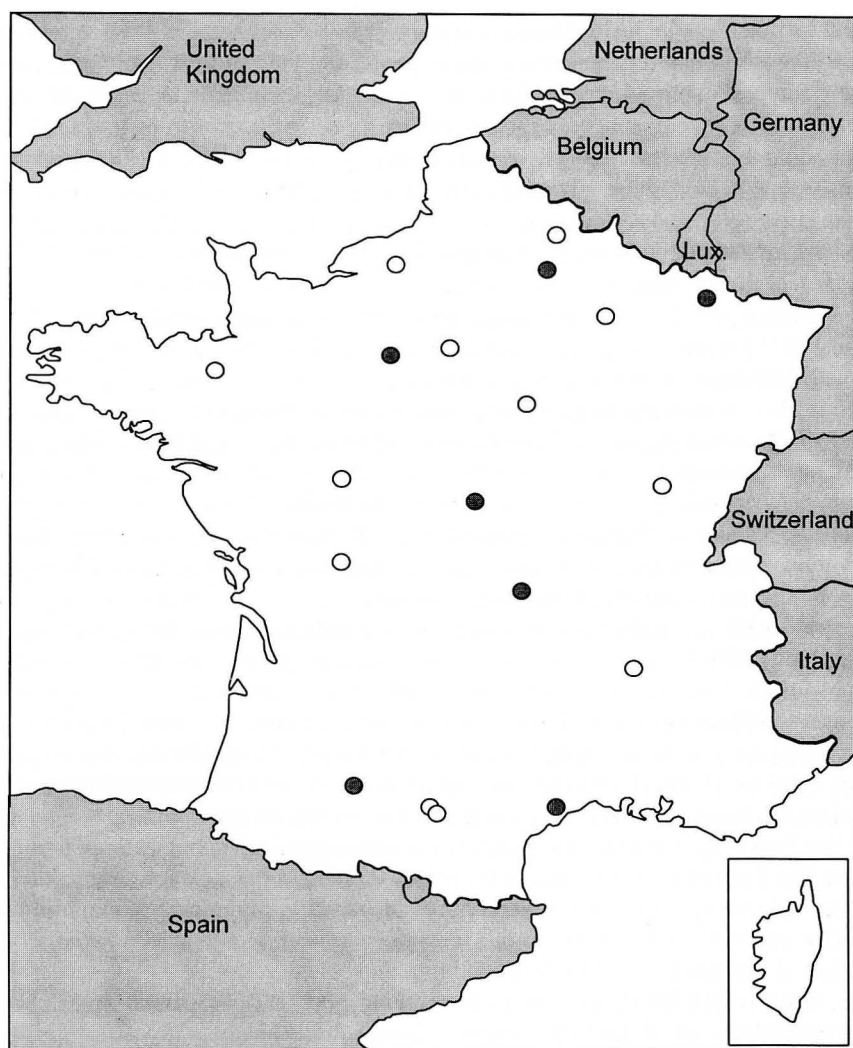 United
Kingdom
Netherlands
Germany
Belgium
Lux.
Switzerland
Italy
Spain